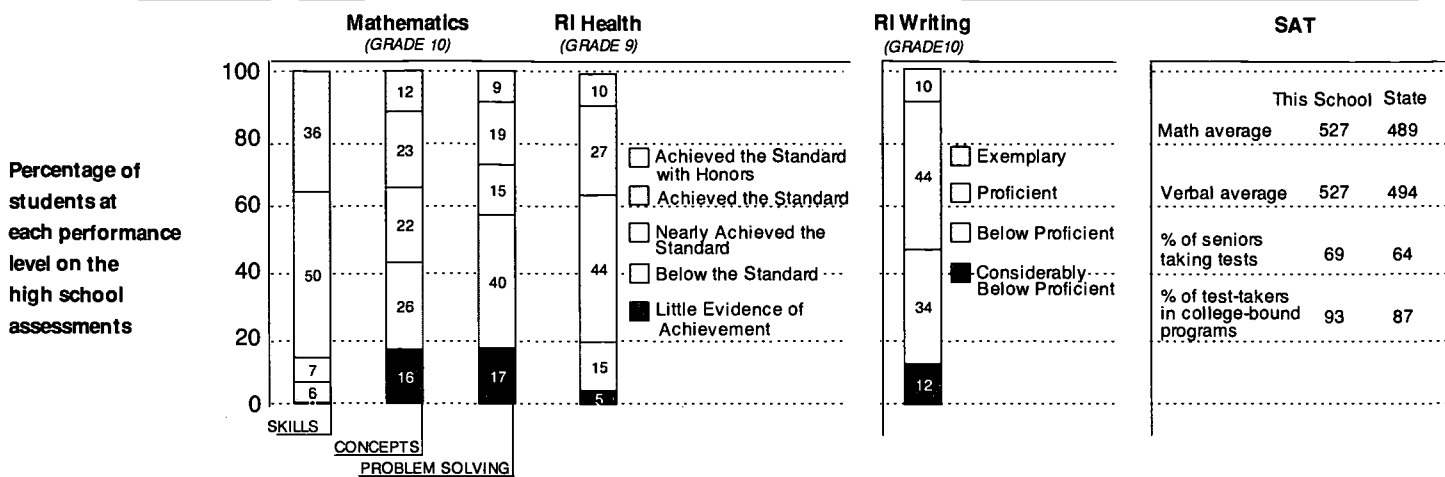 Mathematics
(GRADE 10)
RI Health
(GRADE 9)
RI Writing
(GRADE10)
SAT
Percentage of
students at
each performance
level on the
high school
assessments
100
80
60
40
20
0
36
50
7
6
SKILLS
12
23
22
26
16
CONCEPTS
9
19
15
40
17
PROBLEM SOLVING
10
27
44
15
5
Achieved the Standard
with Honors
Achieved the Standard
Nearly Achieved the
Standard
Below the Standard
Little Evidence of
Achievement
10
44
34
12
Exemplary
Proficient
Below Proficient
Considerably
Below Proficient
This School State
Math average 527 489
Verbal average 527 494
% of seniors
taking tests 69 64
% of test-takers
in college-bound 93 87
programs